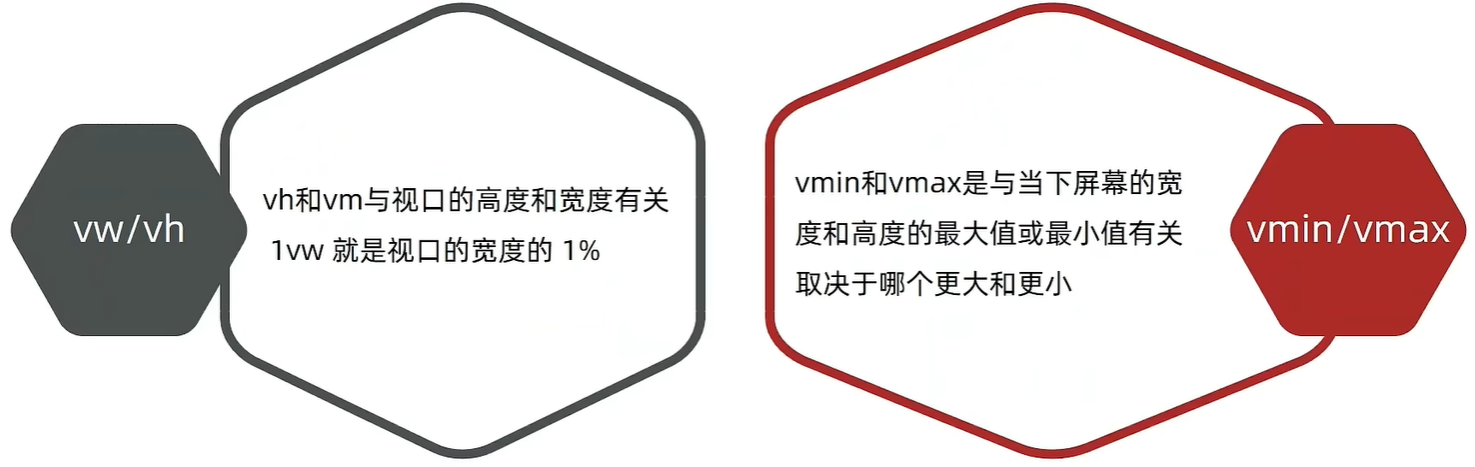 vw/vh
vh和vm与视口的高度和宽度有关
1vw 就是视口的宽度的 1%
vmin和vmax是与当下屏幕的宽
度和高度的最大值或最小值有关
取决于哪个更大和更小
vmin/vmax